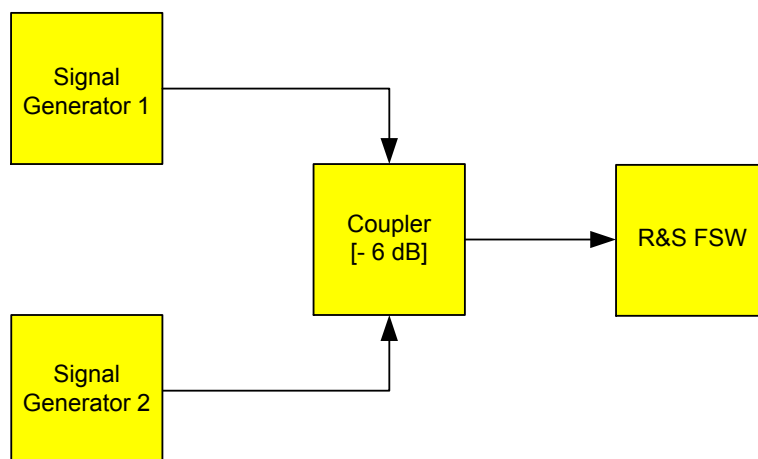 Signal
Generator 1
Coupler
[- 6 dB]
R&S FSW
Signal
Generator 2